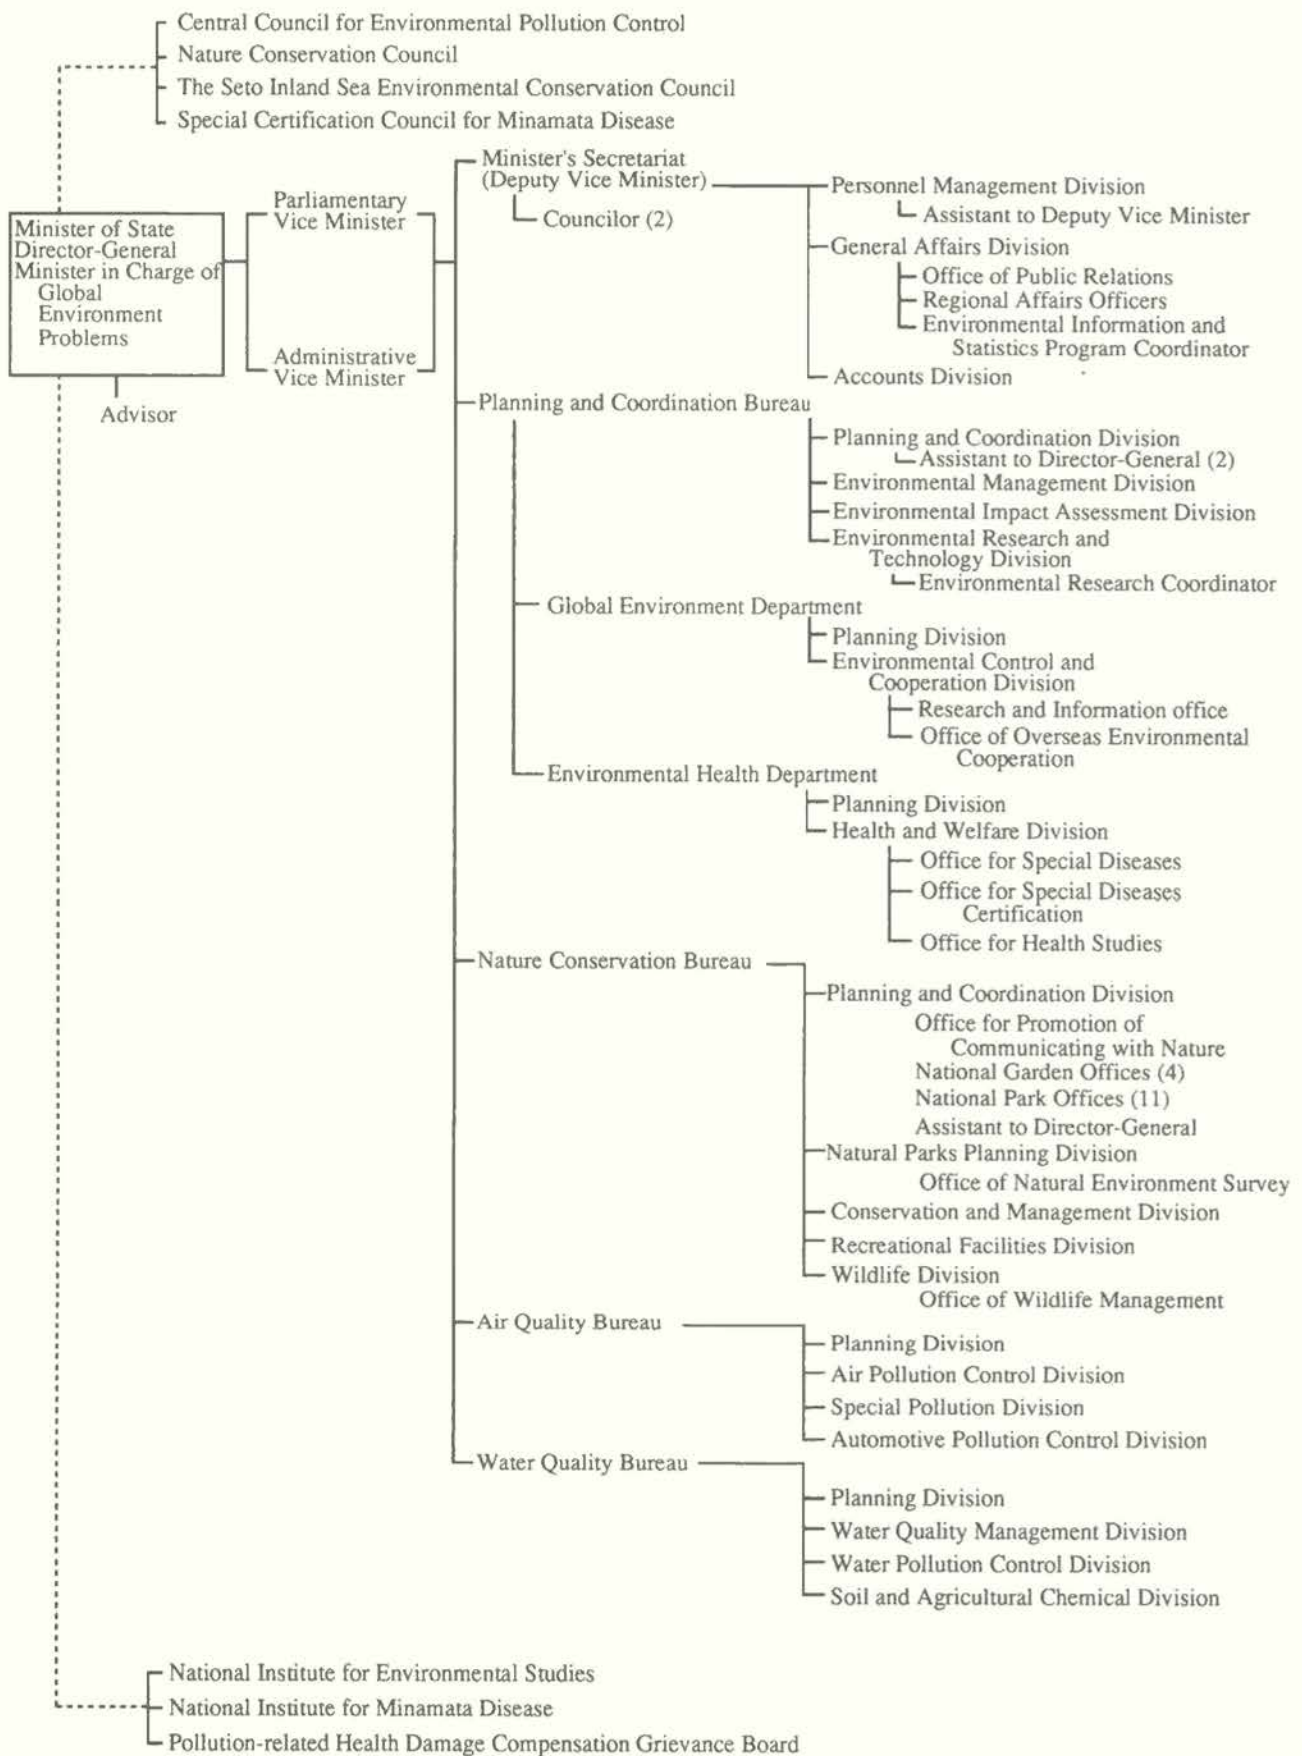 Central Council for Environmental Pollution Control
Nature Conservation Council
The Seto Inland Sea Environmental Conservation Council
Special Certification Council for Minamata Disease
Minister of State
Director-General
Minister in Charge of
Global
Environment
Problems
Advisor
Parliamentary
Vice Minister
Administrative
Vice Minister
Minister's Secretariat
(Deputy Vice Minister)
Councilor (2)
Personnel Management Division
Assistant to Deputy Vice Minister
General Affairs Division
Office of Public Relations
Regional Affairs Officers
Environmental Information and
Statistics Program Coordinator
Accounts Division
Planning and Coordination Bureau
Planning and Coordination Division
Assistant to Director-General (2)
Environmental Management Division
Environmental Impact Assessment Division
Environmental Research and
Technology Division
Environmental Research Coordinator
Global Environment Department
Planning Division
Environmental Control and
Cooperation Division
Research and Information office
Office of Overseas Environmental
Cooperation
Environmental Health Department
Planning Division
Health and Welfare Division
Office for Special Diseases
Office for Special Diseases
Certification
Office for Health Studies
Nature Conservation Bureau
Planning and Coordination Division
Office for Promotion of
Communicating with Nature
National Garden Offices (4)
National Park Offices (11)
Assistant to Director-General
Natural Parks Planning Division
Office of Natural Environment Survey
Conservation and Management Division
Recreational Facilities Division
Wildlife Division
Office of Wildlife Management
Air Quality Bureau
Planning Division
Air Pollution Control Division
Special Pollution Division
Automotive Pollution Control Division
Water Quality Bureau
Planning Division
Water Quality Management Division
Water Pollution Control Division
Soil and Agricultural Chemical Division
National Institute for Environmental Studies
National Institute for Minamata Disease
Pollution-related Health Damage Compensation Grievance Board